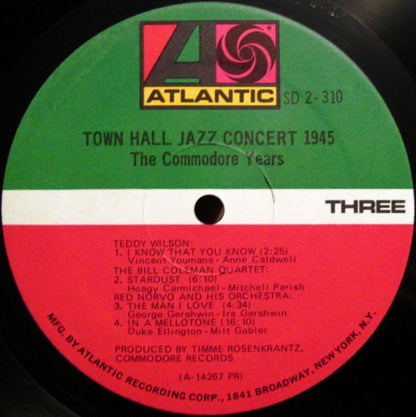 A
ATLANTIC
SD 2-310
TOWN HALL JAZZ CONCERT 1945
The Commodore Years
THREE
TEDDY WILSON:
1. I KNOW THAT YOU KNOW (2:25)
Vincent Youmans - Anne Caldwell
THE BILL COLEMAN QUARTET:
2. STARDUST (6:10)
Hoagy Carmichael - Mitchell Parish
RED NORVO AND HIS ORCHESTRA:
3. THE MAN I LOVE (4:14)
George Gershwin - Ira Gershwin
4. IN A MELLOTONE (16:10)
Duke Ellington - Milt Gabler
PRODUCED BY TIMME ROSENKRANTZ,
COMMODORE RECORDS
(A-14267 PR)
MFG. BY ATLANTIC RECORDING CORP., 1841 BROADWAY, NEW YORK, N.Y.